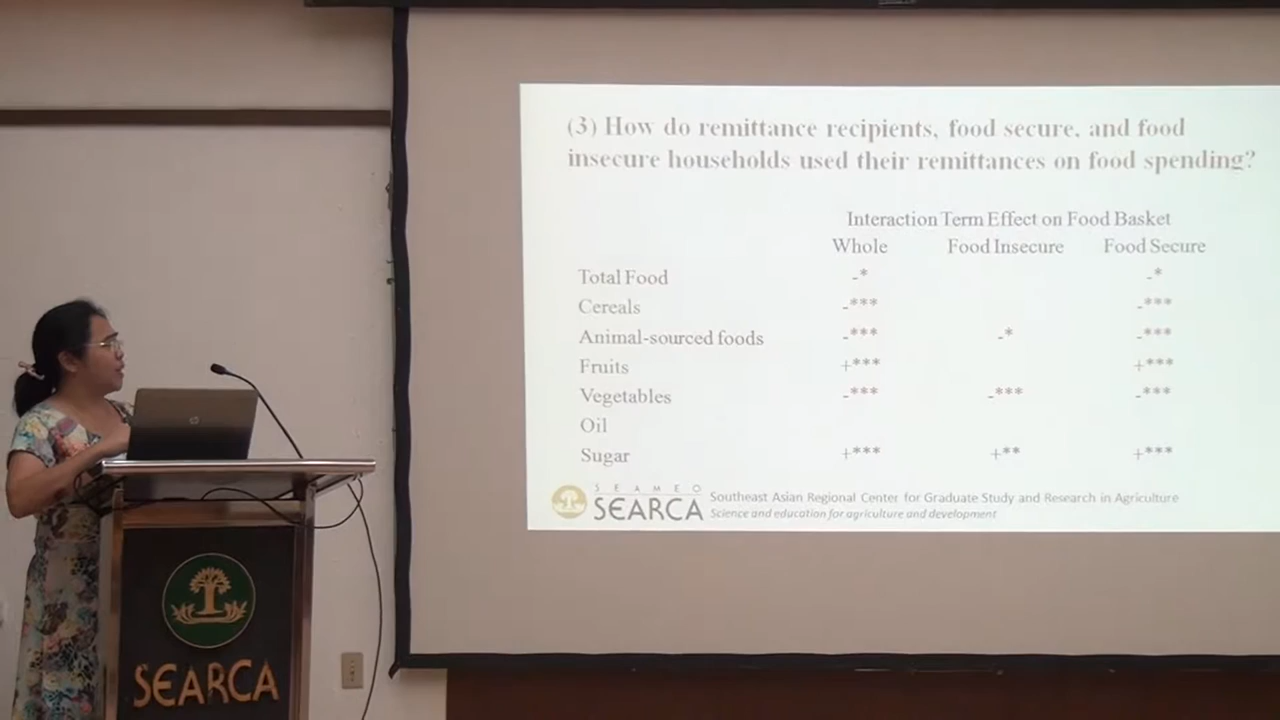 (3) How do remittance recipients, food secure, and food
insecure households used their remittances on food spending?
Interaction Term Effect on Food Basket
Whole Food Insecure Food Secure
Total Food -* -*
Cereals -*** -***
Animal-sourced foods -*** -* -***
Fruits +*** +***
Vegetables -*** -*** -***
Oil
Sugar +*** +** +***
SEAMEO
SEARCA
Southeast Asian Regional Center for Graduate Study and Research in Agriculture
Science and education for agriculture and development
hp
SEARCA